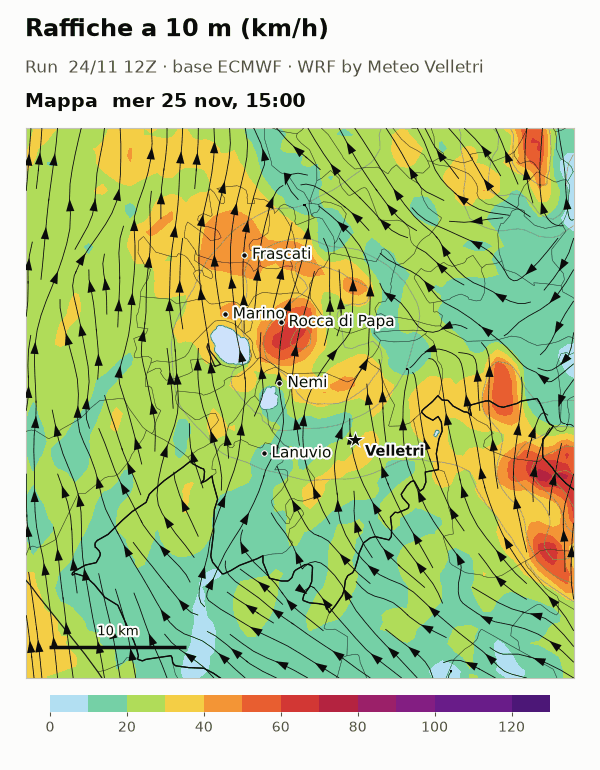 Raffiche a 10 m (km/h)
Run 24/11 12Z · base ECMWF · WRF by Meteo Velletri
Mappa mer 25 nov, 15:00
Frascati
Marino
Rocca di Papa
Nemi
Velletri
Lanuvio
10 km
0 20 40 60 80 100 120